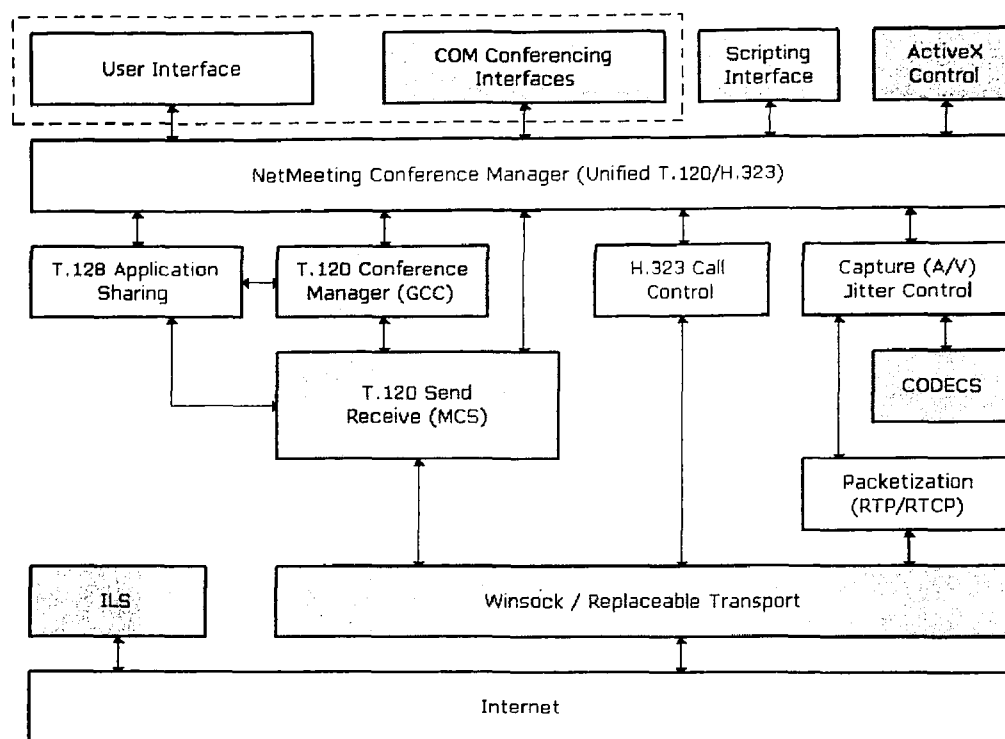 User Interface
COM Conferencing
Interfaces
Scripting
Interface
ActiveX
Control
NetMeeting Conference Manager (Unified T.120/H.323)
T.128 Application
Sharing
T.120 Conference
Manager (GCC)
H.323 Call
Control
Capture (A/V)
Jitter Control
T.120 Send
Receive (MCS)
CODECS
Packetization
(RTP/RTCP)
ILS
Winsock / Replaceable Transport
Internet